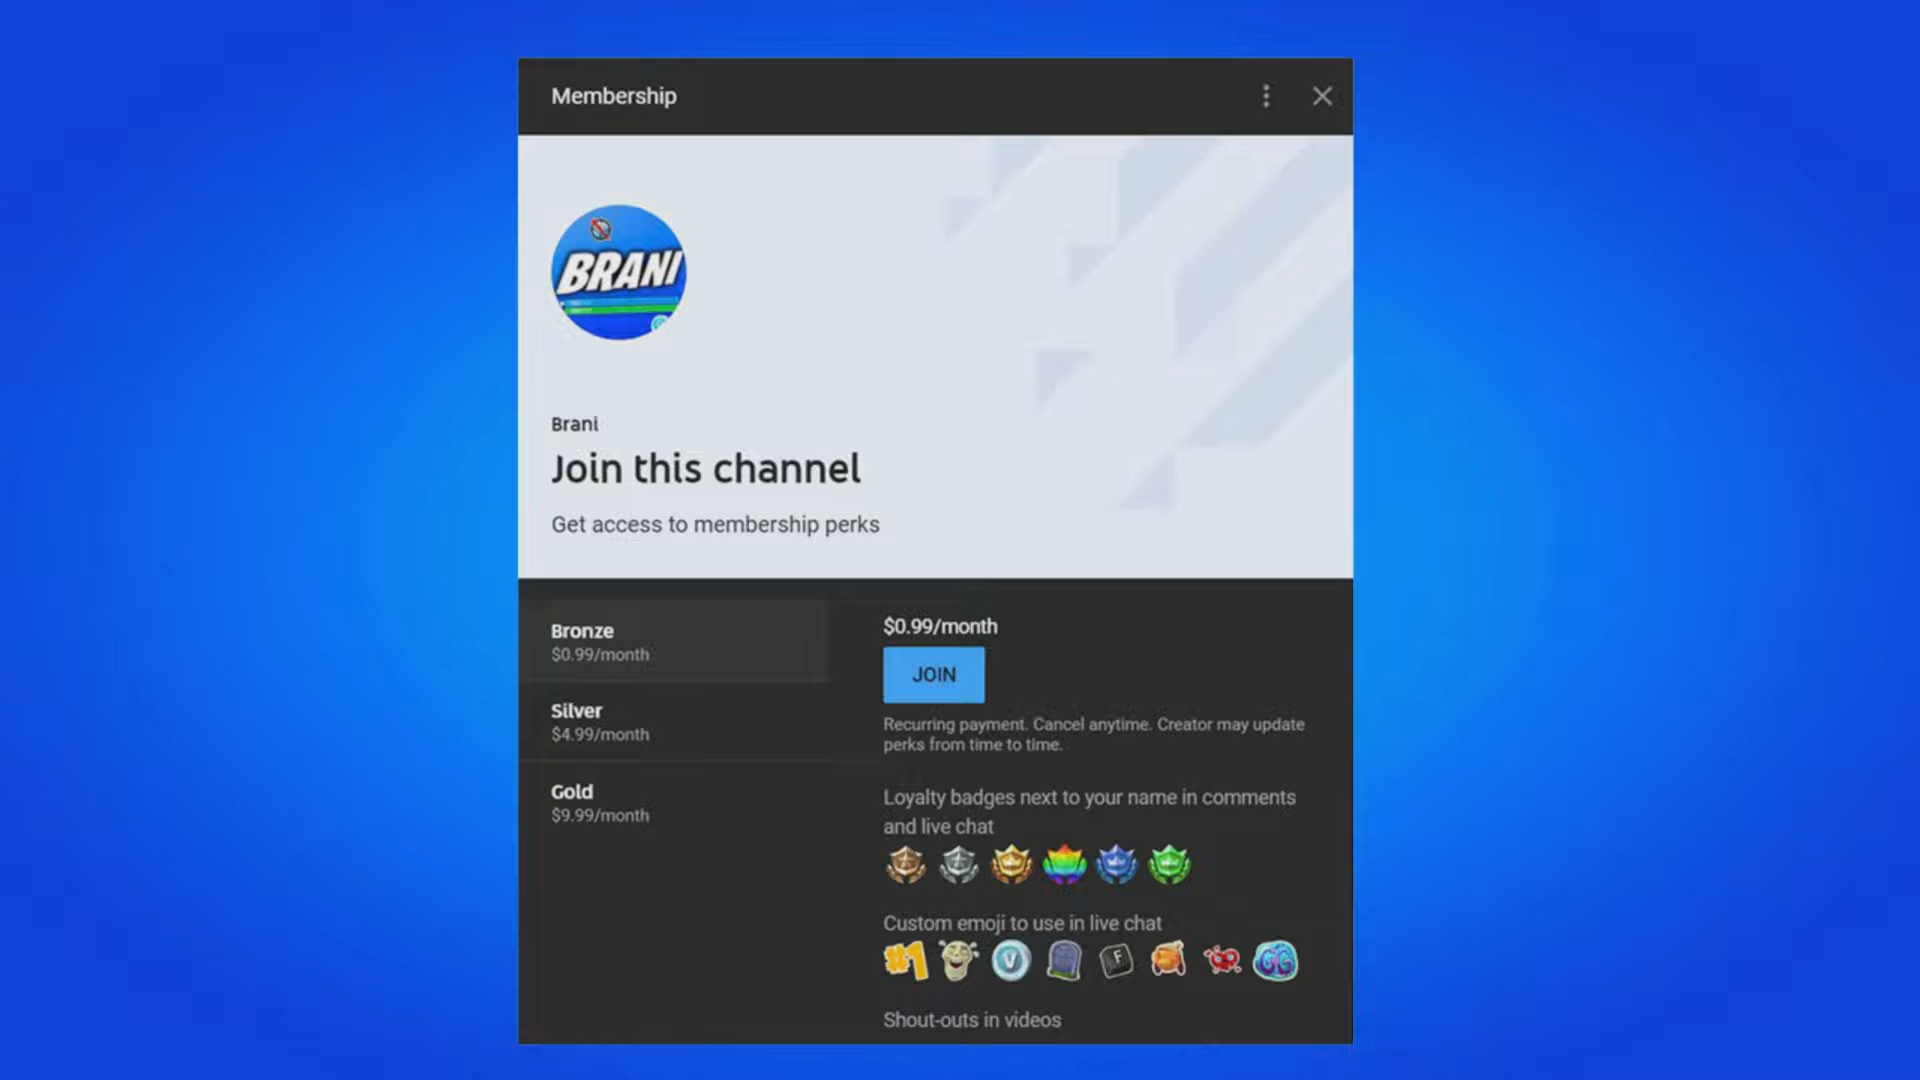 Membership
BRANI
Brani
Join this channel
Get access to membership perks
Bronze
$0.99/month
Silver
$4.99/month
Gold
$9.99/month
$0.99/month
JOIN
Recurring payment. Cancel anytime. Creator may update
perks from time to time.
Loyalty badges next to your name in comments
and live chat
Custom emoji to use in live chat
#1
V
F
GG
Shout-outs in videos